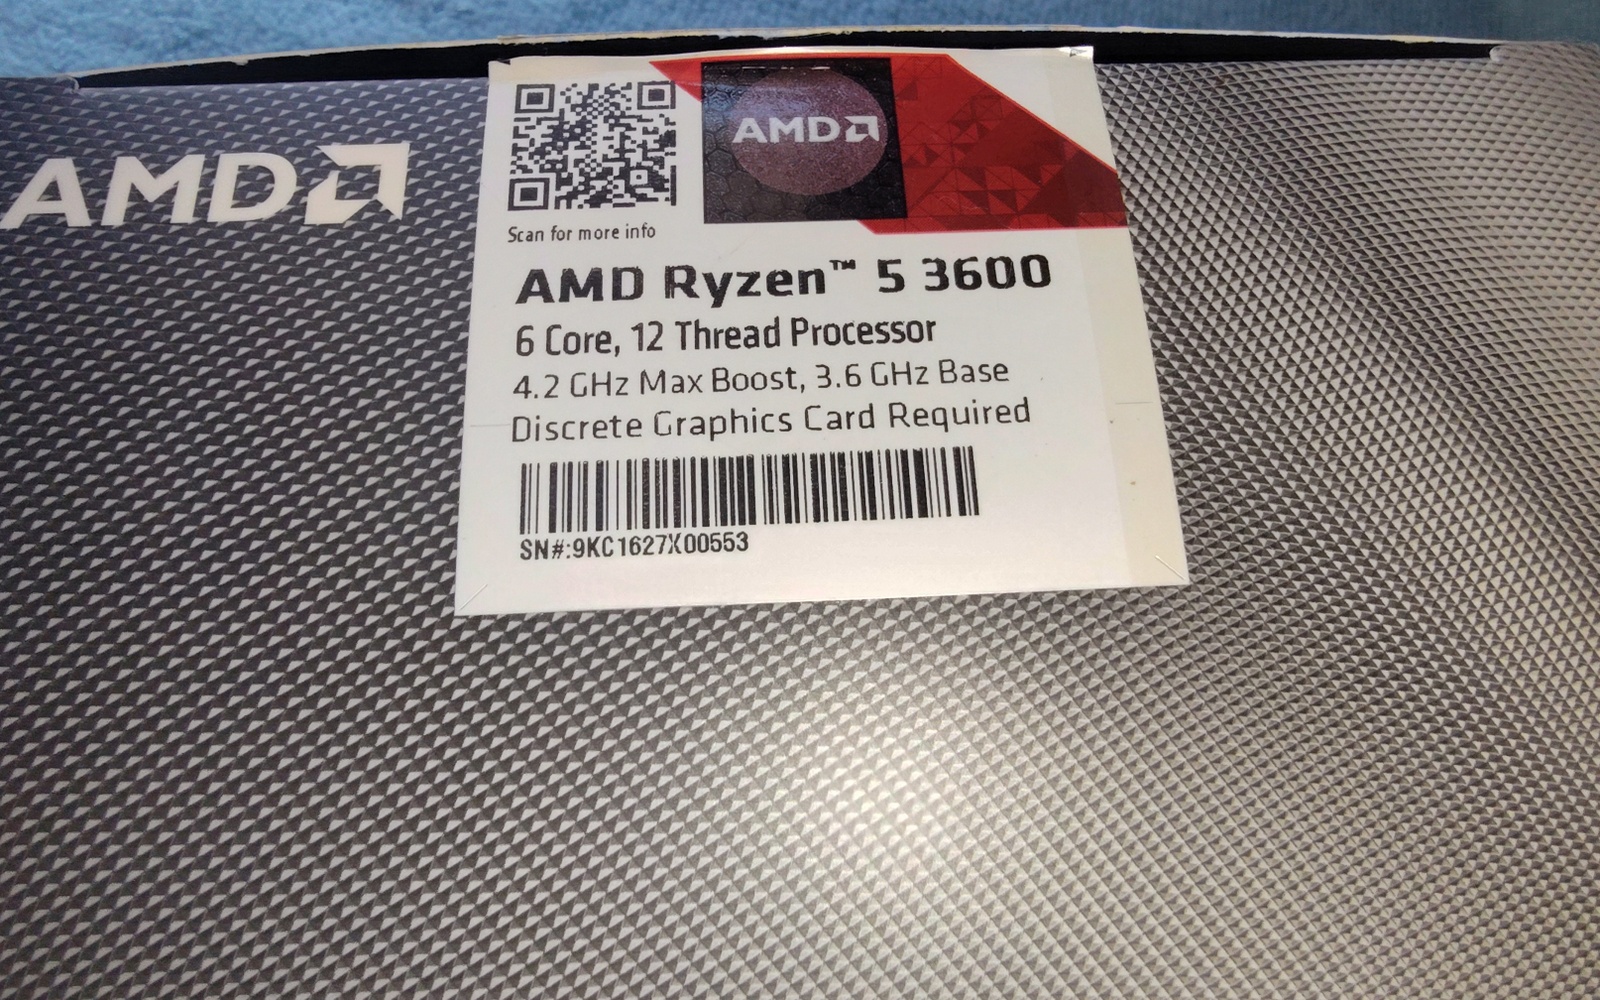 AMD
AMD
Scan for more info
AMD Ryzen™ 5 3600
6 Core, 12 Thread Processor
4.2 GHz Max Boost, 3.6 GHz Base
Discrete Graphics Card Required
SN#:9KC1627X00553